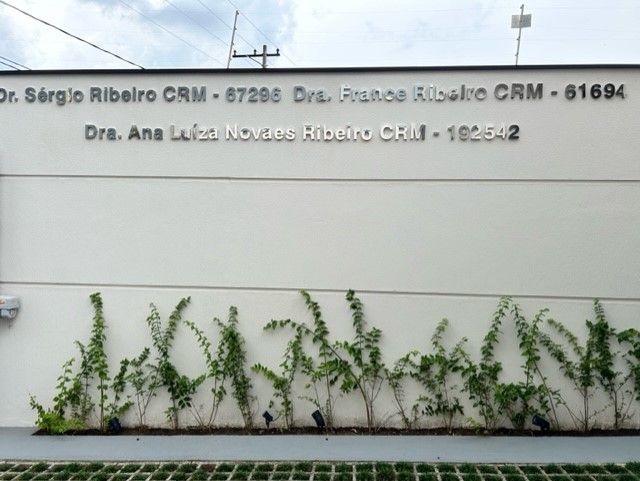 Dr. Sérgio Ribeiro CRM - 67296 Dra. France Ribeiro CRM - 61694
Dra. Ana Luíza Novaes Ribeiro CRM - 192542